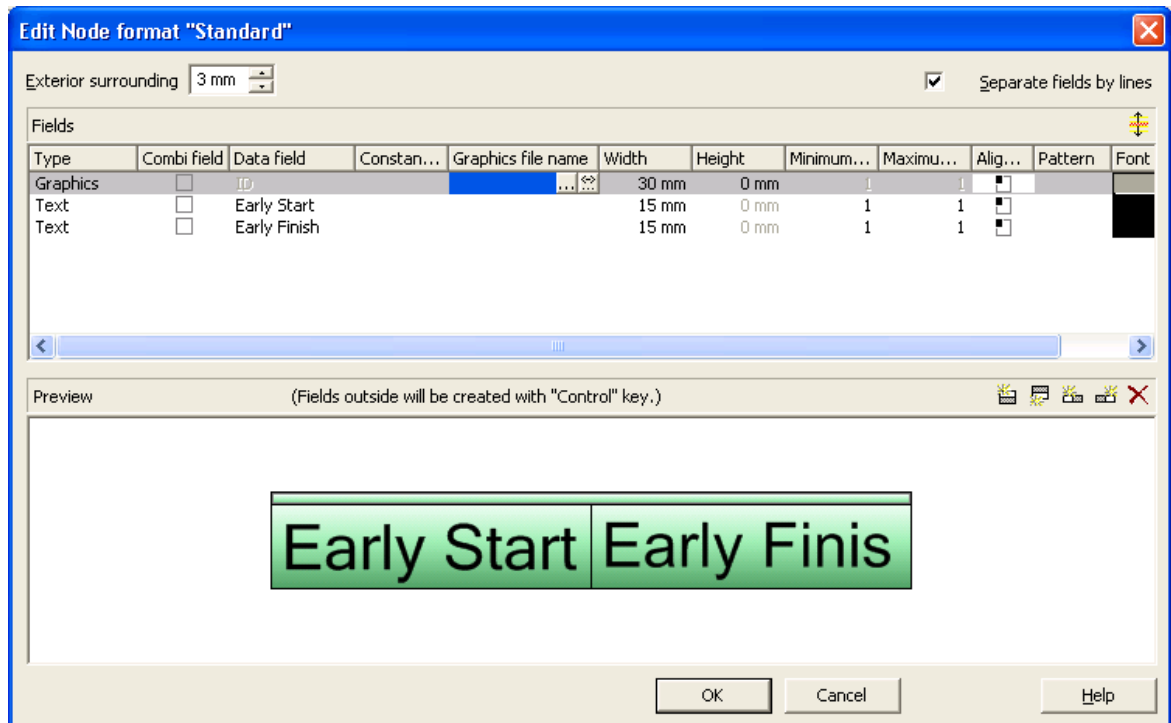 Edit Node format "Standard"
Exterior surrounding 3 mm Separate fields by lines
Fields
Type Combi field Data field Constan... Graphics file name Width Height Minimum... Maximu... Alig... Pattern Font
Graphics ID ... 30 mm 0 mm 1 1
Text Early Start 15 mm 0 mm 1 1
Text Early Finish 15 mm 0 mm 1 1
Preview (Fields outside will be created with "Control" key.)
Early Start Early Finis
OK Cancel Help